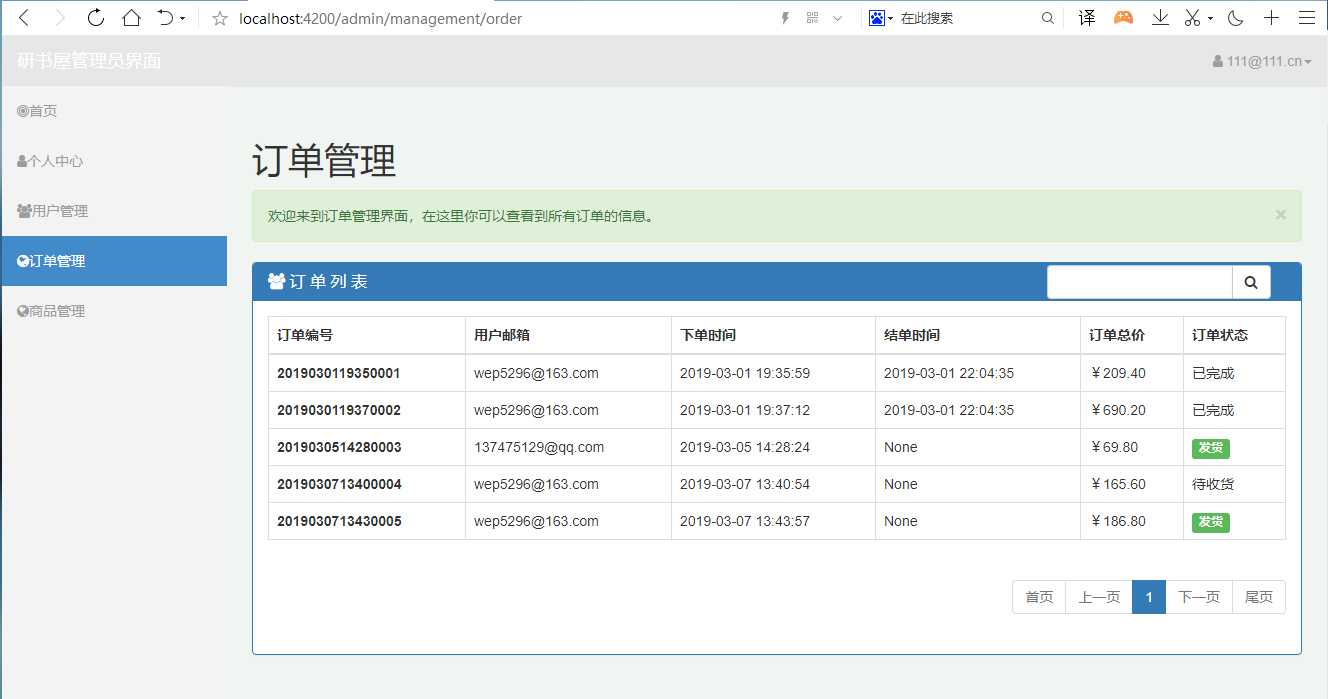 localhost:4200/admin/management/order
在此搜索
译
研书屋管理员界面
111@111.cn
首页
个人中心
用户管理
订单管理
商品管理
订单管理
欢迎来到订单管理界面，在这里你可以查看到所有订单的信息。
×
订单列表
订单编号 用户邮箱 下单时间 结单时间 订单总价 订单状态
2019030119350001 wep5296@163.com 2019-03-01 19:35:59 2019-03-01 22:04:35 ￥209.40 已完成
2019030119370002 wep5296@163.com 2019-03-01 19:37:12 2019-03-01 22:04:35 ￥690.20 已完成
2019030514280003 137475129@qq.com 2019-03-05 14:28:24 None ￥69.80 发货
2019030713400004 wep5296@163.com 2019-03-07 13:40:54 None ￥165.60 待收货
2019030713430005 wep5296@163.com 2019-03-07 13:43:57 None ￥186.80 发货
首页 上一页 1 下一页 尾页